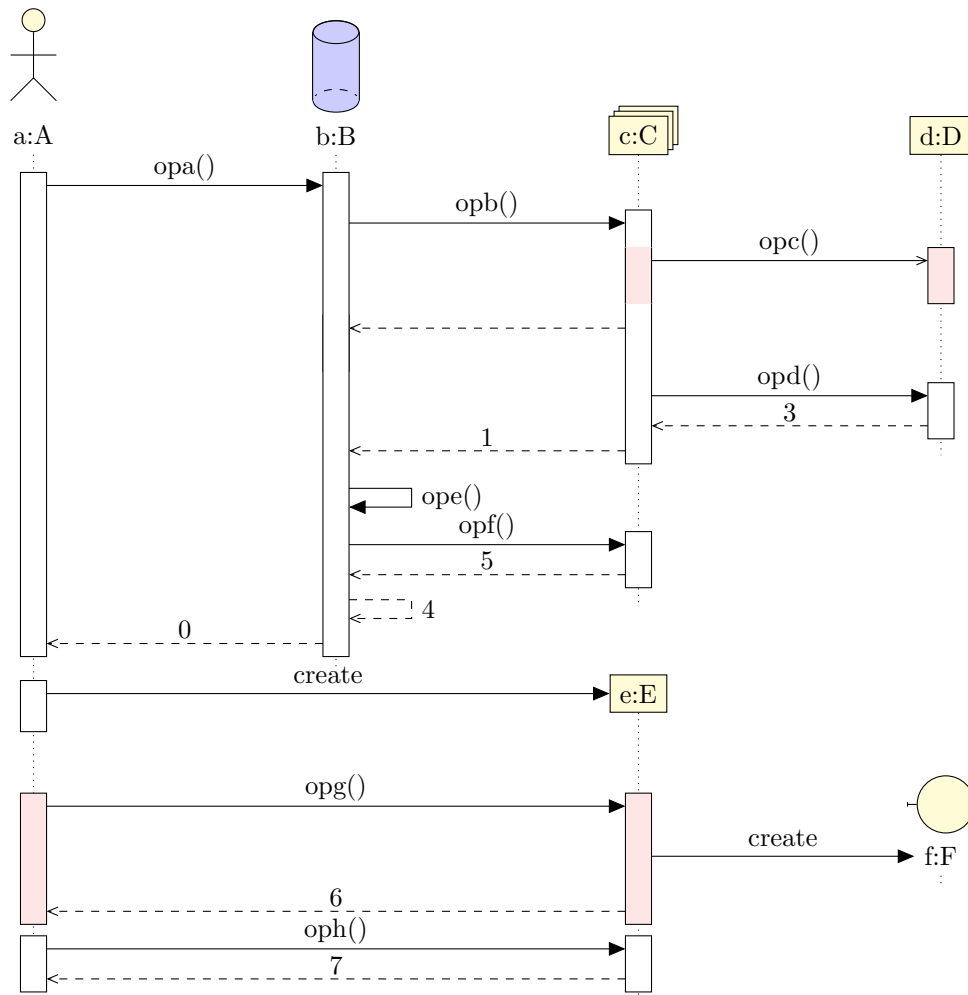 a:A
b:B
c:C
d:D
opa()
opb()
opc()
opd()
3
1
ope()
opf()
5
4
0
create
e:E
opg()
create
f:F
6
oph()
7